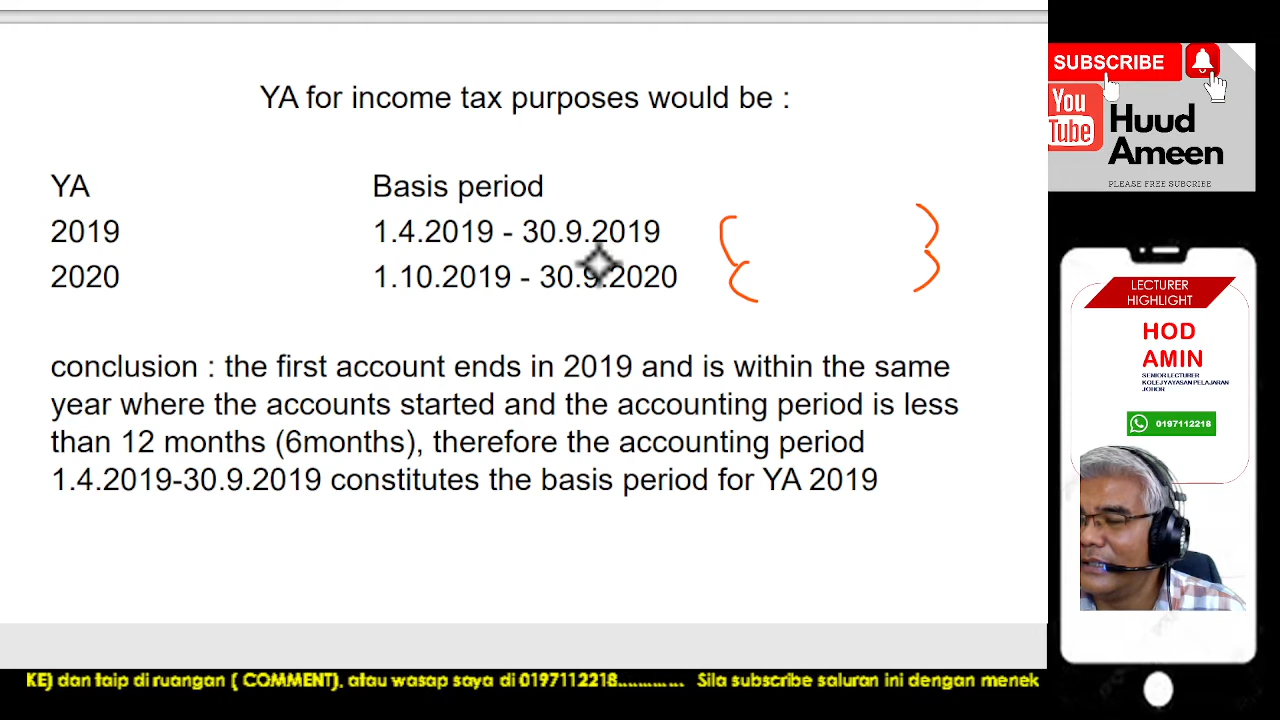 YA for income tax purposes would be :
YA Basis period
2019 1.4.2019 - 30.9.2019
2020 1.10.2019 - 30.9.2020
conclusion : the first account ends in 2019 and is within the same
year where the accounts started and the accounting period is less
than 12 months (6months), therefore the accounting period
1.4.2019-30.9.2019 constitutes the basis period for YA 2019
SUBSCRIBE
You
Tube
Huud
Ameen
PLEASE FREE SUBCRIBE
LECTURER
HIGHLIGHT
HOD
AMIN
SENIOR LECTURER
KOLEJ YAYASAN PELAJARAN
JOHOR
0197112218
KE) dan taip di ruangan ( COMMENT), atau wasap saya di 0197112218............ Sila subscribe saluran ini dengan menek